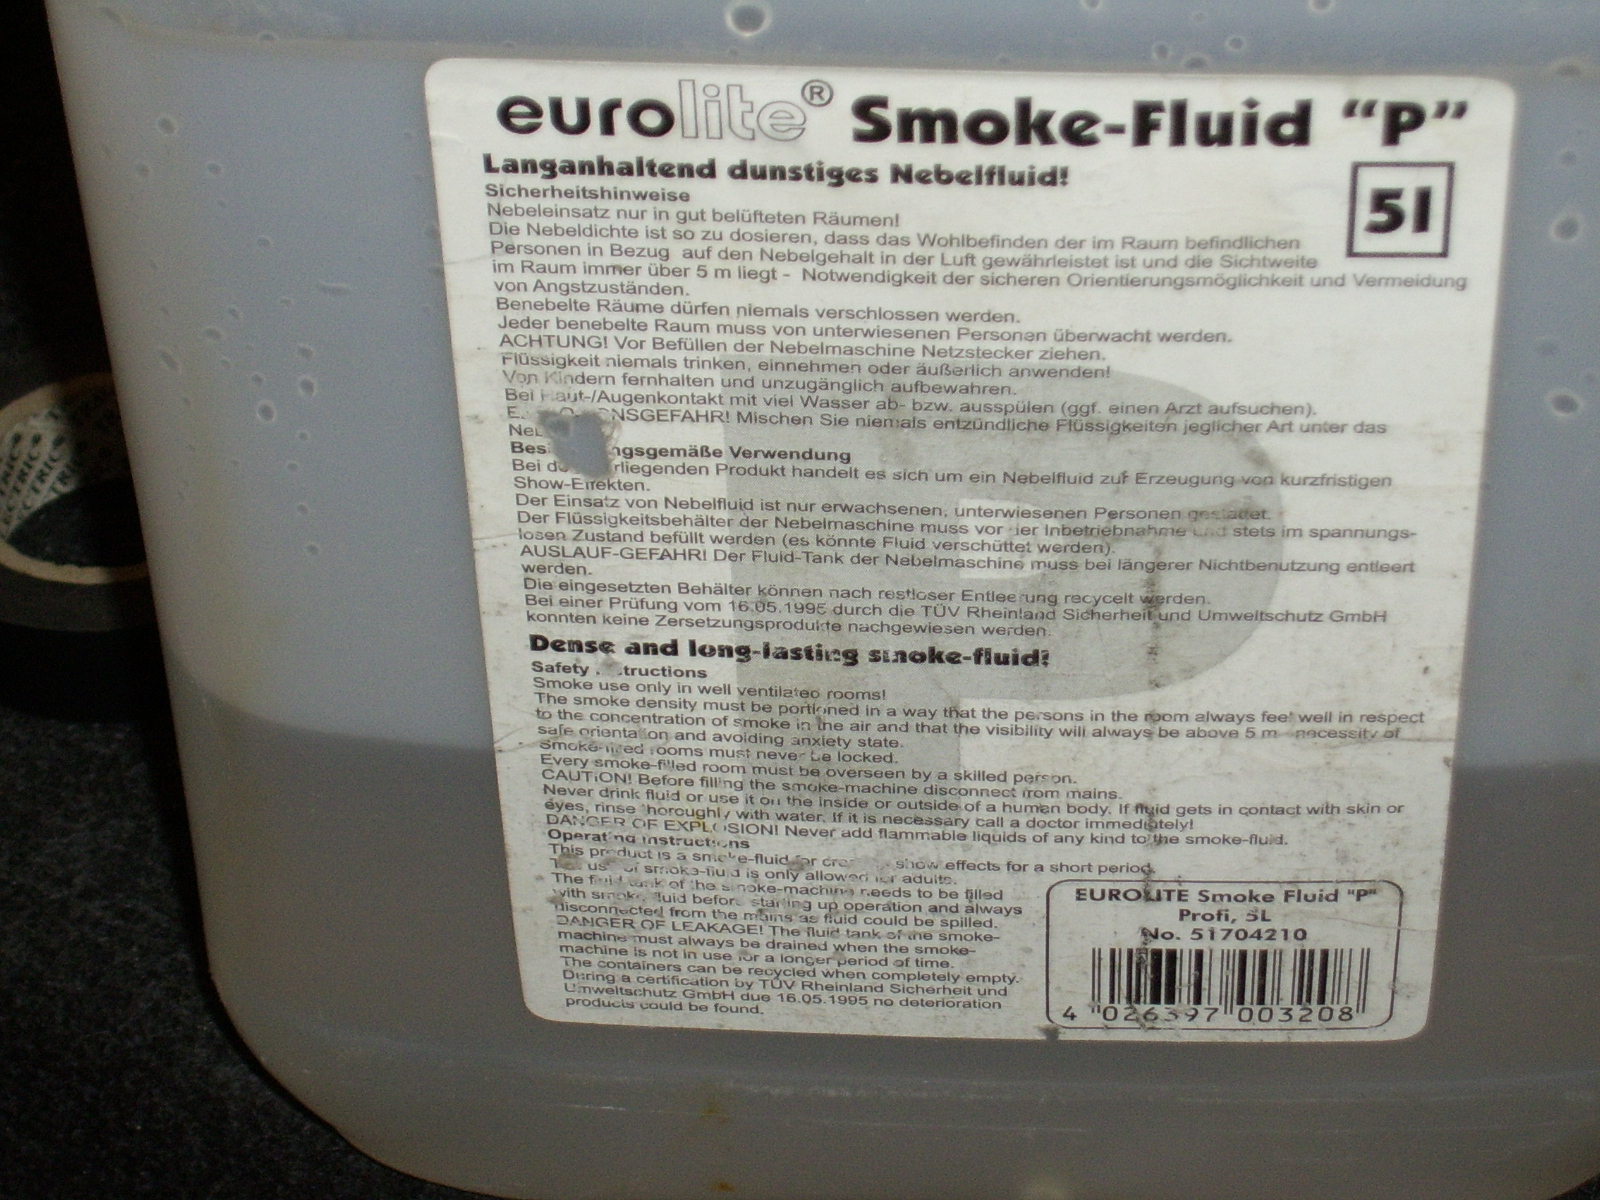 eurolite® Smoke-Fluid “P”
Langanhaltend dunstiges Nebelfluid!
5l
Sicherheitshinweise
Nebeleinsatz nur in gut belüfteten Räumen!
Die Nebeldichte ist so zu dosieren, dass das Wohlbefinden der im Raum befindlichen
Personen in Bezug auf den Nebelgehalt in der Luft gewährleistet ist und die Sichtweite
im Raum immer über 5 m liegt - Notwendigkeit der sicheren Orientierungsmöglichkeit und Vermeidung
von Angstzuständen.
Benebelte Räume dürfen niemals verschlossen werden.
Jeder benebelte Raum muss von unterwiesenen Personen überwacht werden.
ACHTUNG! Vor Befüllen der Nebelmaschine Netzstecker ziehen.
Flüssigkeit niemals trinken, einnehmen oder äußerlich anwenden!
Von Kindern fernhalten und unzugänglich aufbewahren.
Bei Haut-/Augenkontakt mit viel Wasser ab- bzw. ausspülen (ggf. einen Arzt aufsuchen).
Mischen Sie niemals entzündliche Flüssigkeiten jeglicher Art unter das
Verwendung
Bei rliegenden Produkt handelt es sich um ein Nebelfluid zur Erzeugung von kurzfristigen
Show-Effekten.
Der Einsatz von Nebelfluid ist nur erwachsenen, unterwiesenen Personen gestattet.
Der Flüssigkeitsbehälter der Nebelmaschine muss vor der Inbetriebnahme und stets im spannungs-
losen Zustand befüllt werden (es könnte Fluid verschüttet werden).
AUSLAUF-GEFAHR! Der Fluid-Tank der Nebelmaschine muss bei längerer Nichtbenutzung entleert
werden.
Die eingesetzten Behälter können nach restloser Entleerung recycelt werden.
Bei einer Prüfung vom 16.05.1995 durch die TÜV Rheinland Sicherheit und Umweltschutz GmbH
konnten keine Zersetzungsprodukte nachgewiesen werden.
Dense and long-lasting smoke-fluid!
Safety structions
Smoke use only in well ventilated rooms!
The smoke density must be portioned in a way that the persons in the room always feel well in respect
to the concentration of smoke in the air and that the visibility will always be above 5 m - necessity of
safe orientation and avoiding anxiety state.
Smoke-filled rooms must never be locked.
Every smoke-filled room must be overseen by a skilled person.
CAUTION! Before filling the smoke-machine disconnect from mains.
Never drink fluid or use it on the inside or outside of a human body. If fluid gets in contact with skin or
eyes, rinse thoroughly with water. If it is necessary call a doctor immediately!
DANGER OF EXPLOSION! Never add flammable liquids of any kind to the smoke-fluid.
Operating instructions
This product is a smoke-fluid for show effects for a short period.
The use of smoke-fluid is only allowed for adults.
The fluid tank of the smoke-machine needs to be filled
with smoke fluid before starting up operation and always
disconnected from the mains as fluid could be spilled.
DANGER OF LEAKAGE! The fluid tank of the smoke-
machine must always be drained when the smoke-
machine is not in use for a longer period of time.
The containers can be recycled when completely empty.
During a certification by TÜV Rheinland Sicherheit und
Umweltschutz GmbH due 16.05.1995 no deterioration
products could be found.
EUROLITE Smoke Fluid "P"
Profi, 5L
No. 51704210
4 026397 003208